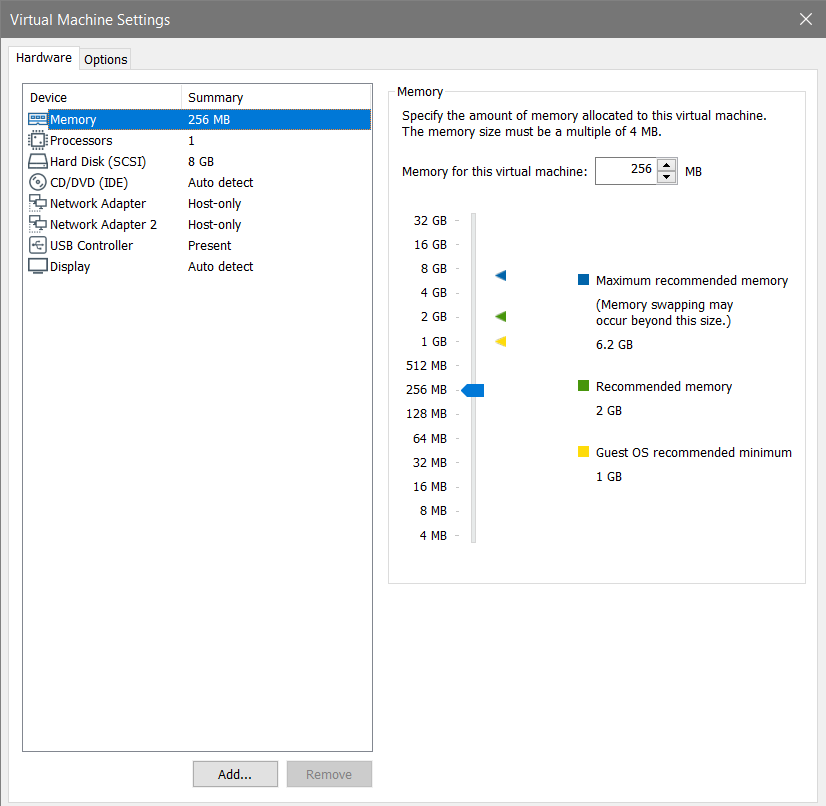 Virtual Machine Settings
Hardware Options
Device Summary
Memory 256 MB
Processors 1
Hard Disk (SCSI) 8 GB
CD/DVD (IDE) Auto detect
Network Adapter Host-only
Network Adapter 2 Host-only
USB Controller Present
Display Auto detect
Add... Remove
Memory
Specify the amount of memory allocated to this virtual machine.
The memory size must be a multiple of 4 MB.
Memory for this virtual machine: 256 MB
32 GB
16 GB
8 GB
4 GB
2 GB
1 GB
512 MB
256 MB
128 MB
64 MB
32 MB
16 MB
8 MB
4 MB
Maximum recommended memory
(Memory swapping may
occur beyond this size.)
6.2 GB
Recommended memory
2 GB
Guest OS recommended minimum
1 GB